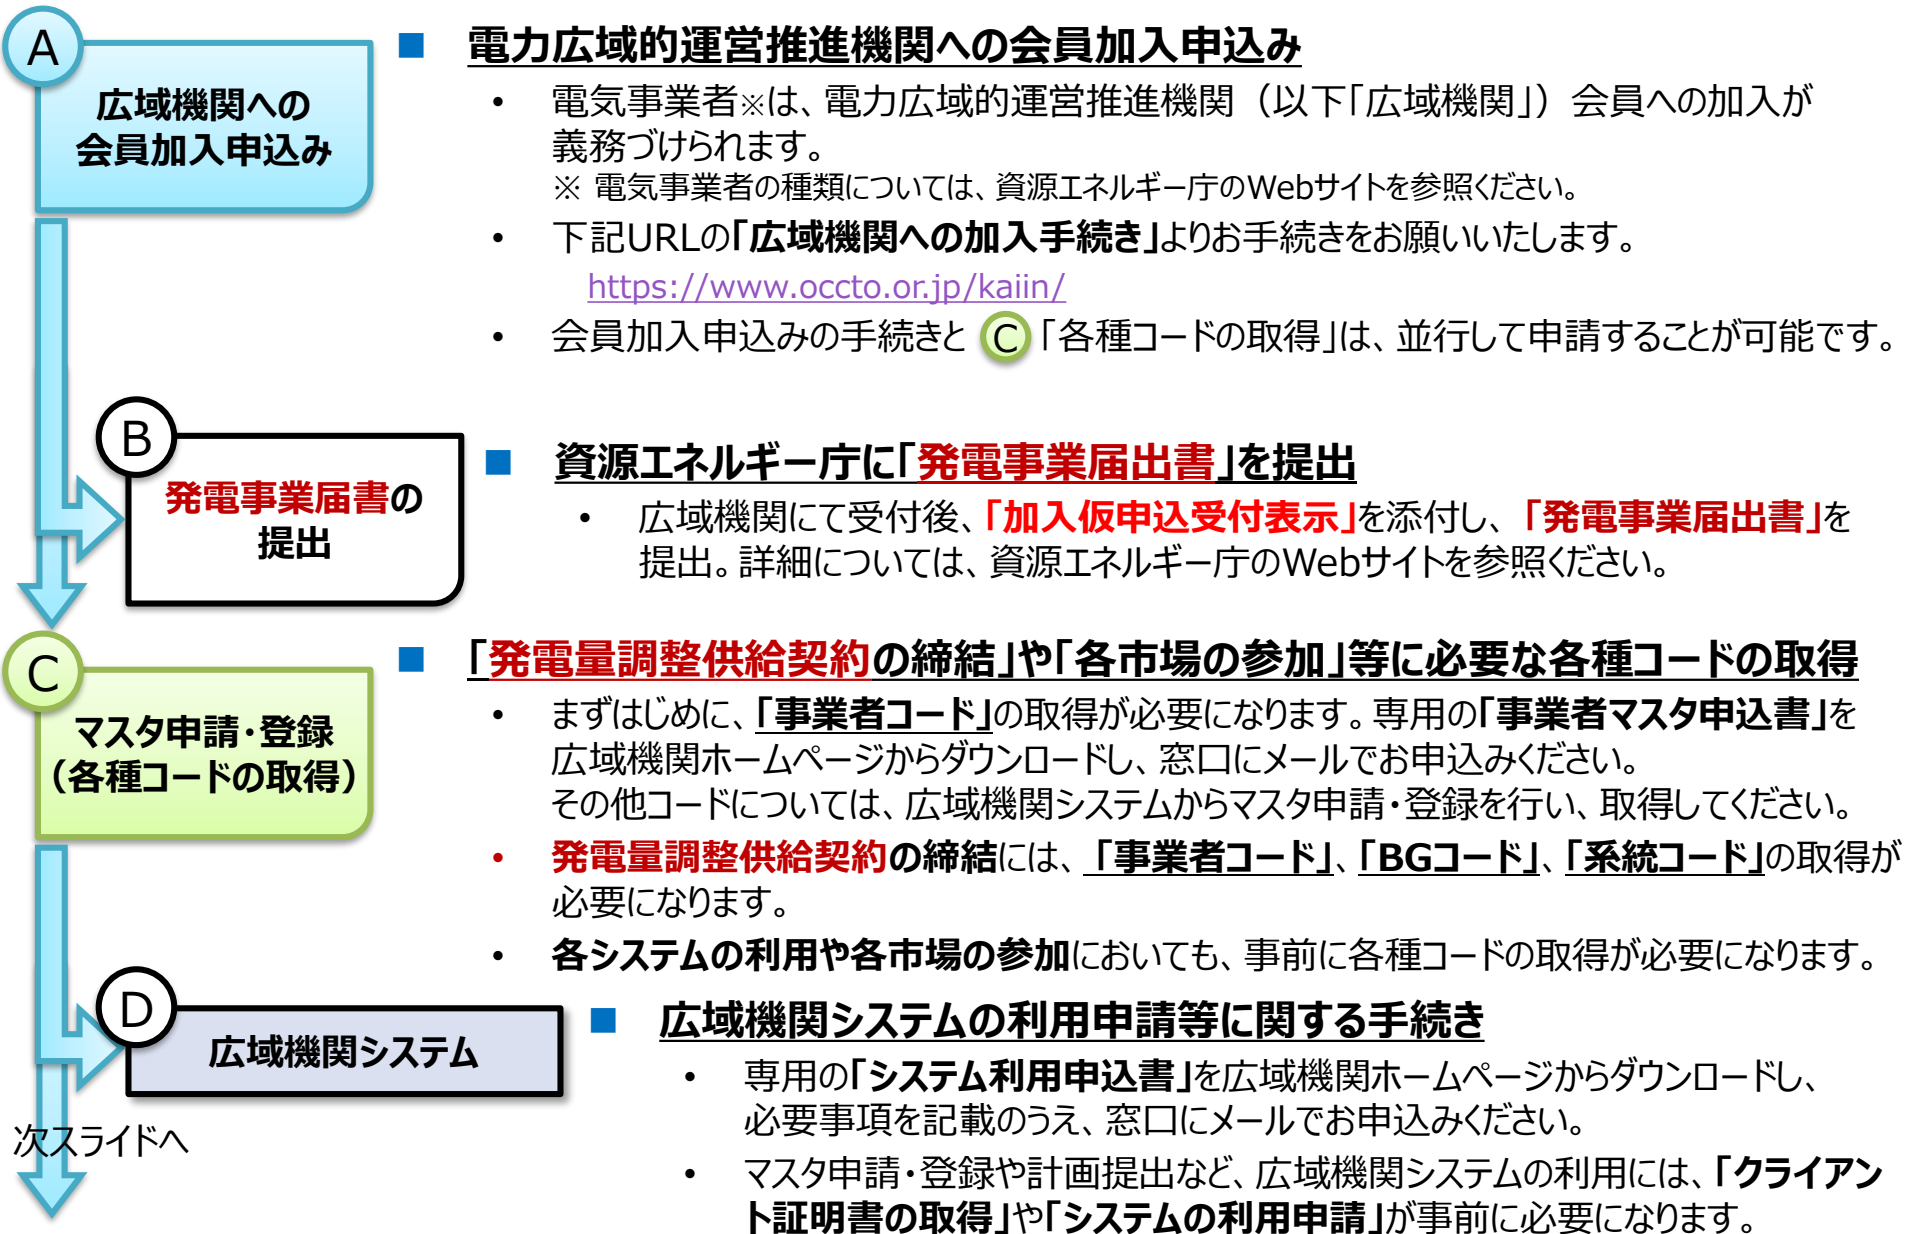 A
広域機関への
会員加入申込み
■ 電力広域的運営推進機関への会員加入申込み
• 電気事業者※は、電力広域的運営推進機関（以下「広域機関」）会員への加入が
義務づけられます。
※ 電気事業者の種類については、資源エネルギー庁のWebサイトを参照ください。
• 下記URLの「広域機関への加入手続き」よりお手続きをお願いいたします。
https://www.occto.or.jp/kaiin/
• 会員加入申込みの手続きと C 「各種コードの取得」は、並行して申請することが可能です。
B
発電事業届書の
提出
■ 資源エネルギー庁に「発電事業届出書」を提出
• 広域機関にて受付後、「加入仮申込受付表示」を添付し、「発電事業届出書」を
提出。詳細については、資源エネルギー庁のWebサイトを参照ください。
C
マスタ申請・登録
（各種コードの取得）
■ 「発電量調整供給契約の締結」や「各市場の参加」等に必要な各種コードの取得
• まずはじめに、「事業者コード」の取得が必要になります。専用の「事業者マスタ申込書」を
広域機関ホームページからダウンロードし、窓口にメールでお申込みください。
その他コードについては、広域機関システムからマスタ申請・登録を行い、取得してください。
• 発電量調整供給契約の締結には、「事業者コード」、「BGコード」、「系統コード」の取得が
必要になります。
• 各システムの利用や各市場の参加においても、事前に各種コードの取得が必要になります。
D
広域機関システム
■ 広域機関システムの利用申請等に関する手続き
• 専用の「システム利用申込書」を広域機関ホームページからダウンロードし、
必要事項を記載のうえ、窓口にメールでお申込みください。
• マスタ申請・登録や計画提出など、広域機関システムの利用には、「クライアン
ト証明書の取得」や「システムの利用申請」が事前に必要になります。
次スライドへ